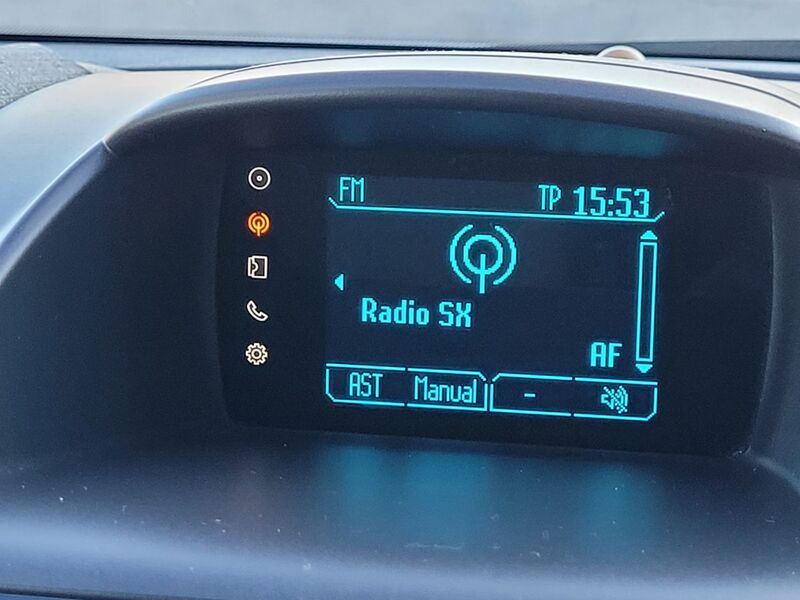 FM TP 15:53
Radio SX
AF
AST Manual -